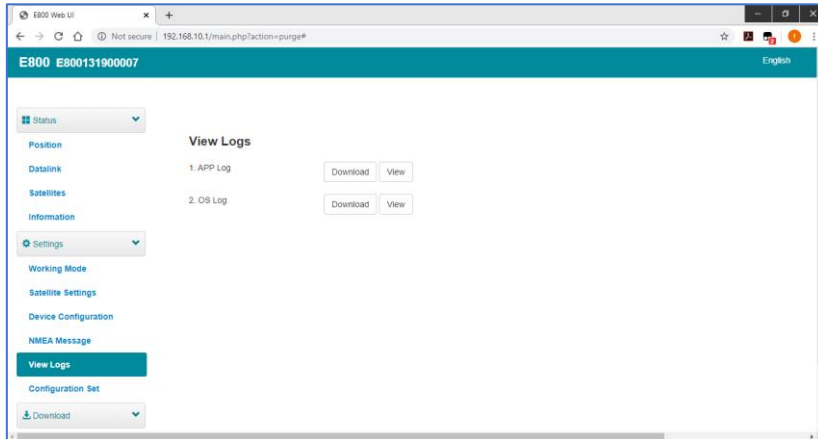 E800 Web UI
Not secure | 192.168.10.1/main.php?action=purge#
E800 E800131900007
English
Status
Position
Datalink
Satellites
Information
Settings
Working Mode
Satellite Settings
Device Configuration
NMEA Message
View Logs
Configuration Set
Download
View Logs
1. APP Log
Download View
2. OS Log
Download View